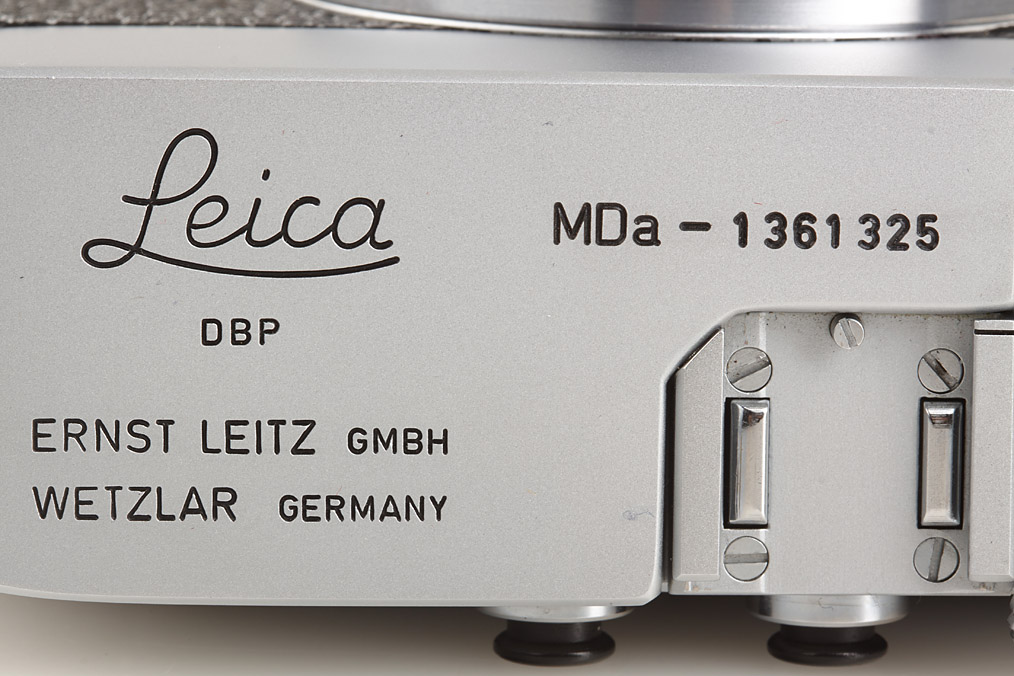 Leica
MDa - 1361325
DBP
ERNST LEITZ GMBH
WETZLAR GERMANY